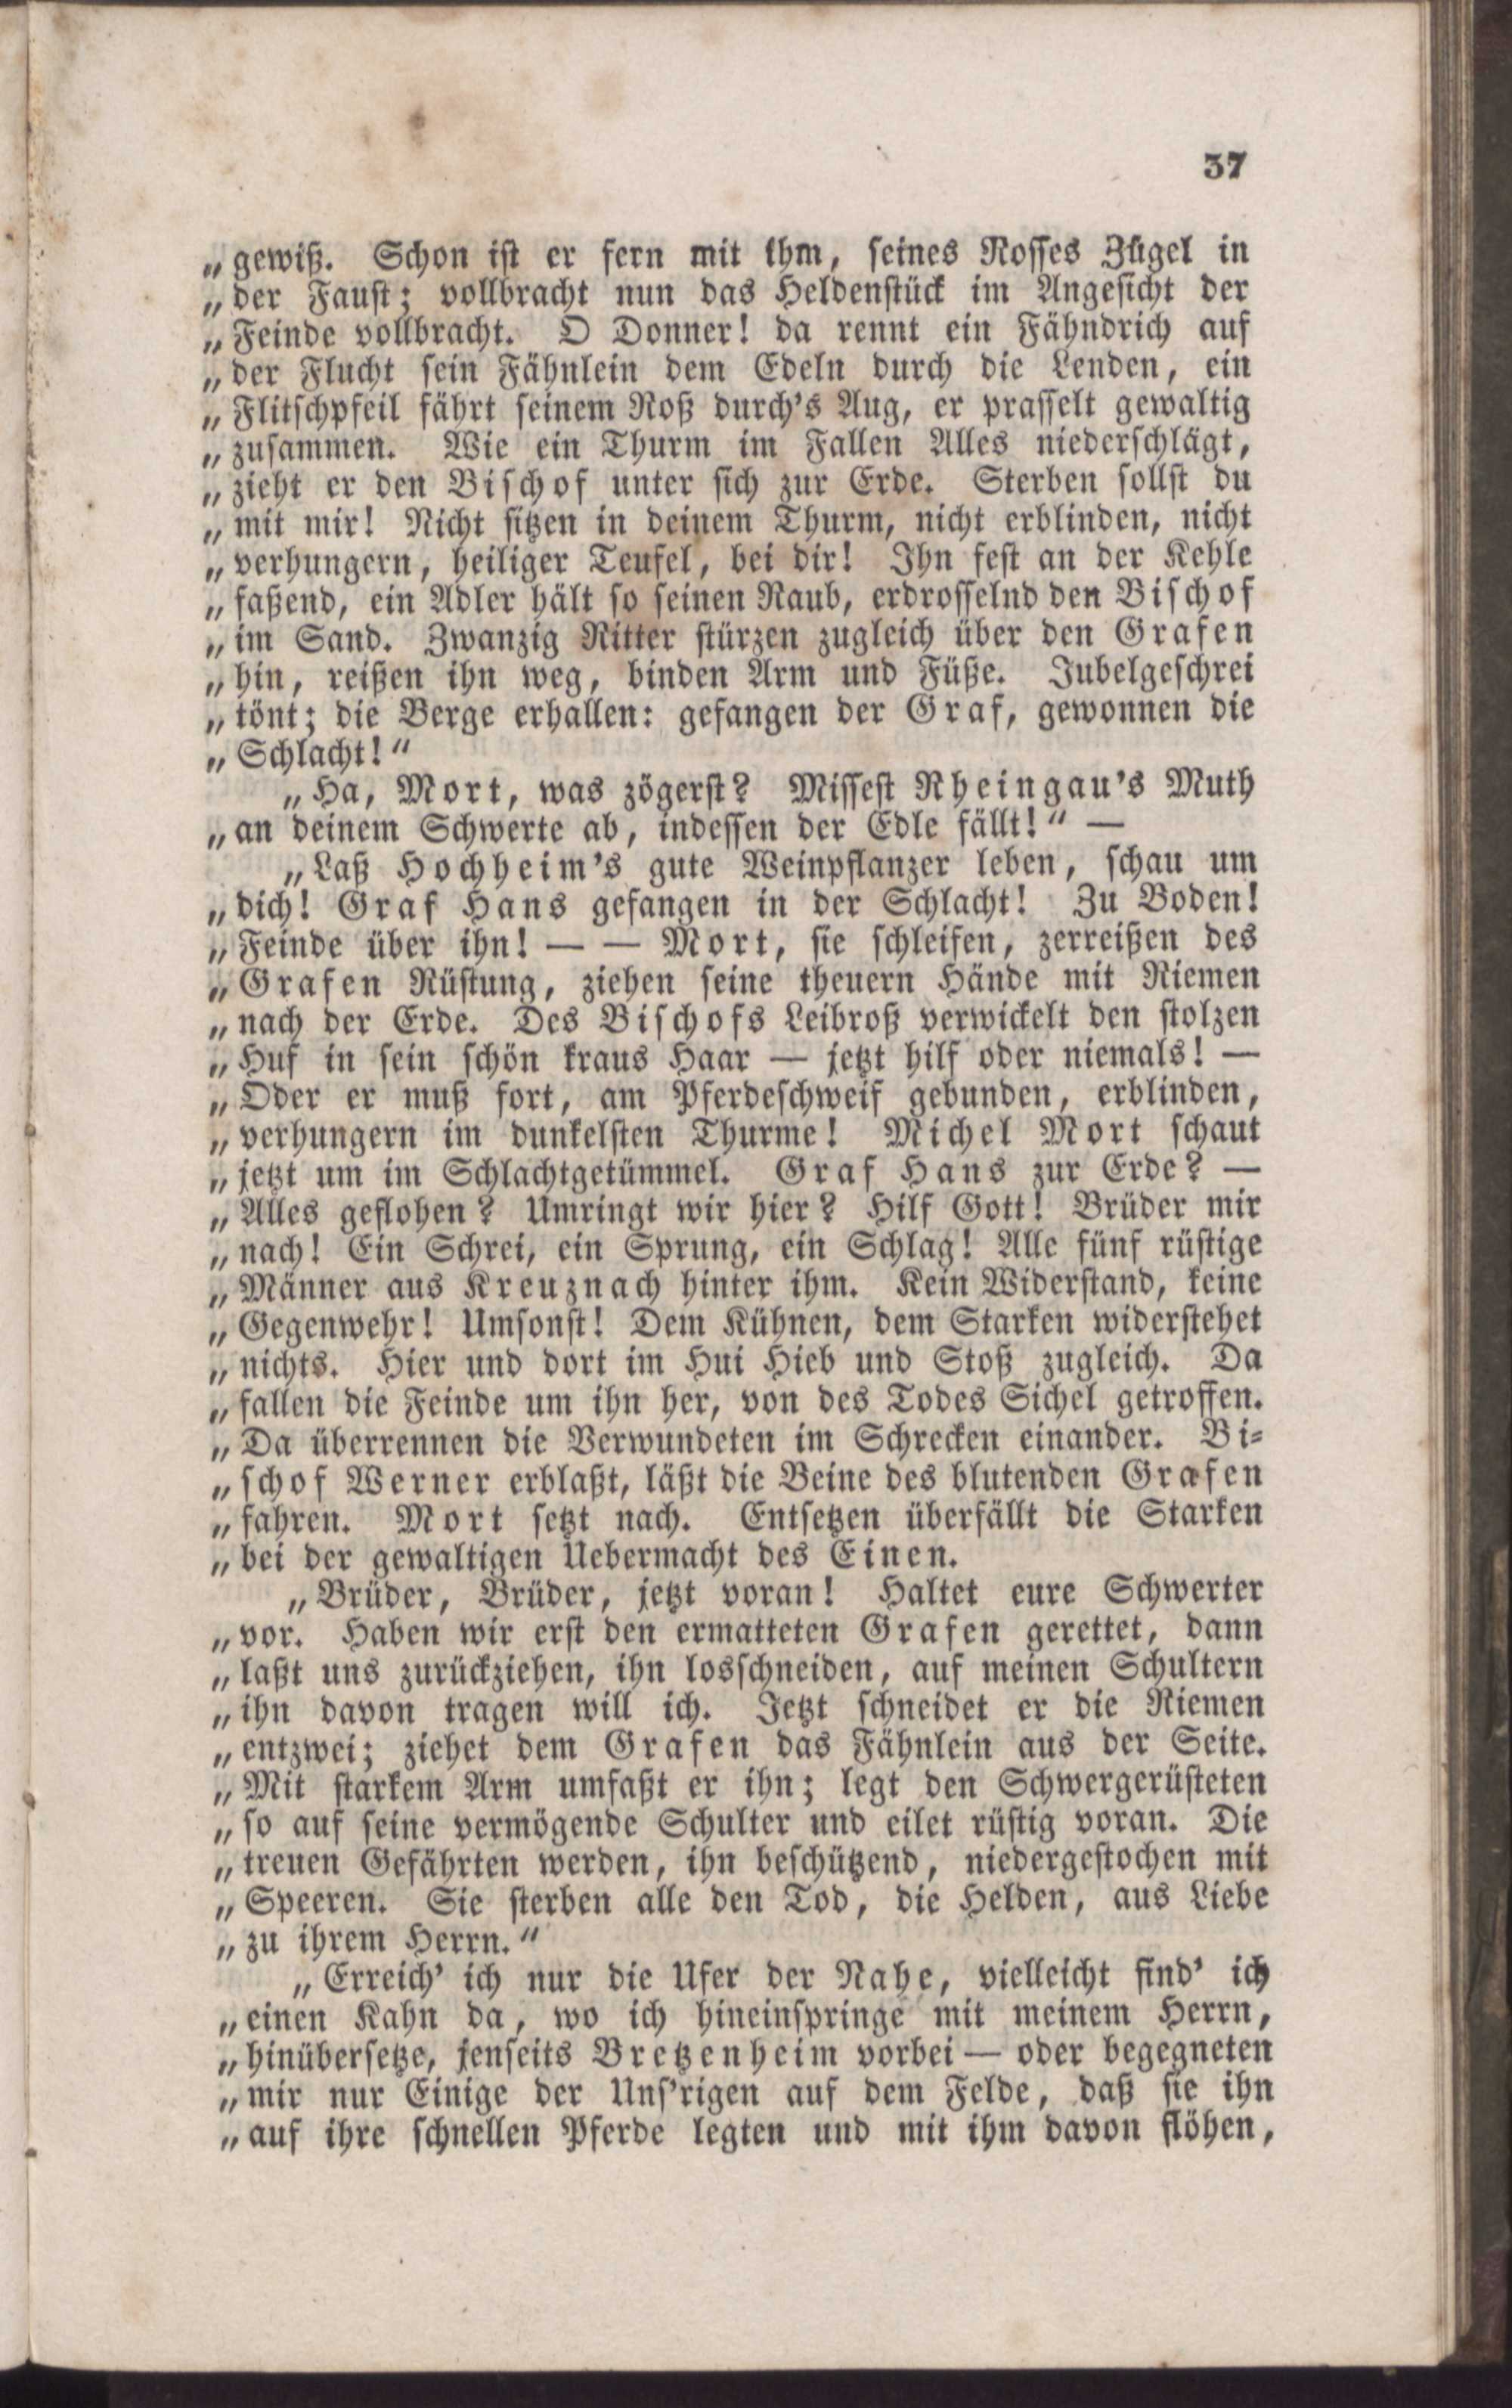 37
„gewiß. Schon ist er fern mit ihm, seines Rosses Zügel in
„der Faust; vollbracht nun das Heldenstück im Angesicht der
„Feinde vollbracht. O Donner! da rennt ein Fähndrich auf
„der Flucht sein Fähnlein dem Edeln durch die Lenden, ein
„Flitschpfeil fährt seinem Roß durch's Aug, er prasselt gewaltig
„zusammen. Wie ein Thurm im Fallen Alles niederschlägt,
„zieht er den Bischof unter sich zur Erde. Sterben sollst du
„mit mir! Nicht sitzen in deinem Thurm, nicht erblinden, nicht
„verhungern, heiliger Teufel, bei dir! Ihn fest an der Kehle
„faßend, ein Adler hält so seinen Raub, erdrosselnd den Bischof
„im Sand. Zwanzig Ritter stürzen zugleich über den Grafen
„hin, reißen ihn weg, binden Arm und Füße. Jubelgeschrei
„tönt; die Berge erhallen: gefangen der Graf, gewonnen die
„Schlacht!“
„Ha, Mort, was zögerst? Missest Rheingau's Muth
„an deinem Schwerte ab, indessen der Edle fällt!“ —
„Laß Hochheim's gute Weinpflanzer leben, schau um
„dich! Graf Hans gefangen in der Schlacht! Zu Boden!
„Feinde über ihn! — — Mort, sie schleifen, zerreißen des
„Grafen Rüstung, ziehen seine theuern Hände mit Riemen
„nach der Erde. Des Bischofs Leibroß verwickelt den stolzen
„Huf in sein schön kraus Haar — jetzt hilf oder niemals! —
„Oder er muß fort, am Pferdeschweif gebunden, erblinden,
„verhungern im dunkelsten Thurme! Michel Mort schaut
„jetzt um im Schlachtgetümmel. Graf Hans zur Erde? —
„Alles geflohen? Umringt wir hier? Hilf Gott! Brüder mir
„nach! Ein Schrei, ein Sprung, ein Schlag! Alle fünf rüstige
„Männer aus Kreuznach hinter ihm. Kein Widerstand, keine
„Gegenwehr! Umsonst! Dem Kühnen, dem Starken widerstehet
„nichts. Hier und dort im Hui Hieb und Stoß zugleich. Da
„fallen die Feinde um ihn her, von des Todes Sichel getroffen.
„Da überrennen die Verwundeten im Schrecken einander. Bi-
„schof Werner erblaßt, läßt die Beine des blutenden Grafen
„fahren. Mort setzt nach. Entsetzen überfällt die Starken
„bei der gewaltigen Uebermacht des Einen.
„Brüder, Brüder, jetzt voran! Haltet eure Schwerter
„vor. Haben wir erst den ermatteten Grafen gerettet, dann
„laßt uns zurückziehen, ihn losschneiden, auf meinen Schultern
„ihn davon tragen will ich. Jetzt schneidet er die Riemen
„entzwei; ziehet dem Grafen das Fähnlein aus der Seite.
„Mit starkem Arm umfaßt er ihn; legt den Schwergerüsteten
„so auf seine vermögende Schulter und eilet rüstig voran. Die
„treuen Gefährten werden, ihn beschützend, niedergestochen mit
„Speeren. Sie sterben alle den Tod, die Helden, aus Liebe
„zu ihrem Herrn.“
„Erreich' ich nur die Ufer der Nahe, vielleicht find' ich
„einen Kahn da, wo ich hineinspringe mit meinem Herrn,
„hinübersetze, jenseits Bretzenheim vorbei — oder begegneten
„mir nur Einige der Uns'rigen auf dem Felde, daß sie ihn
„auf ihre schnellen Pferde legten und mit ihm davon flöhen,